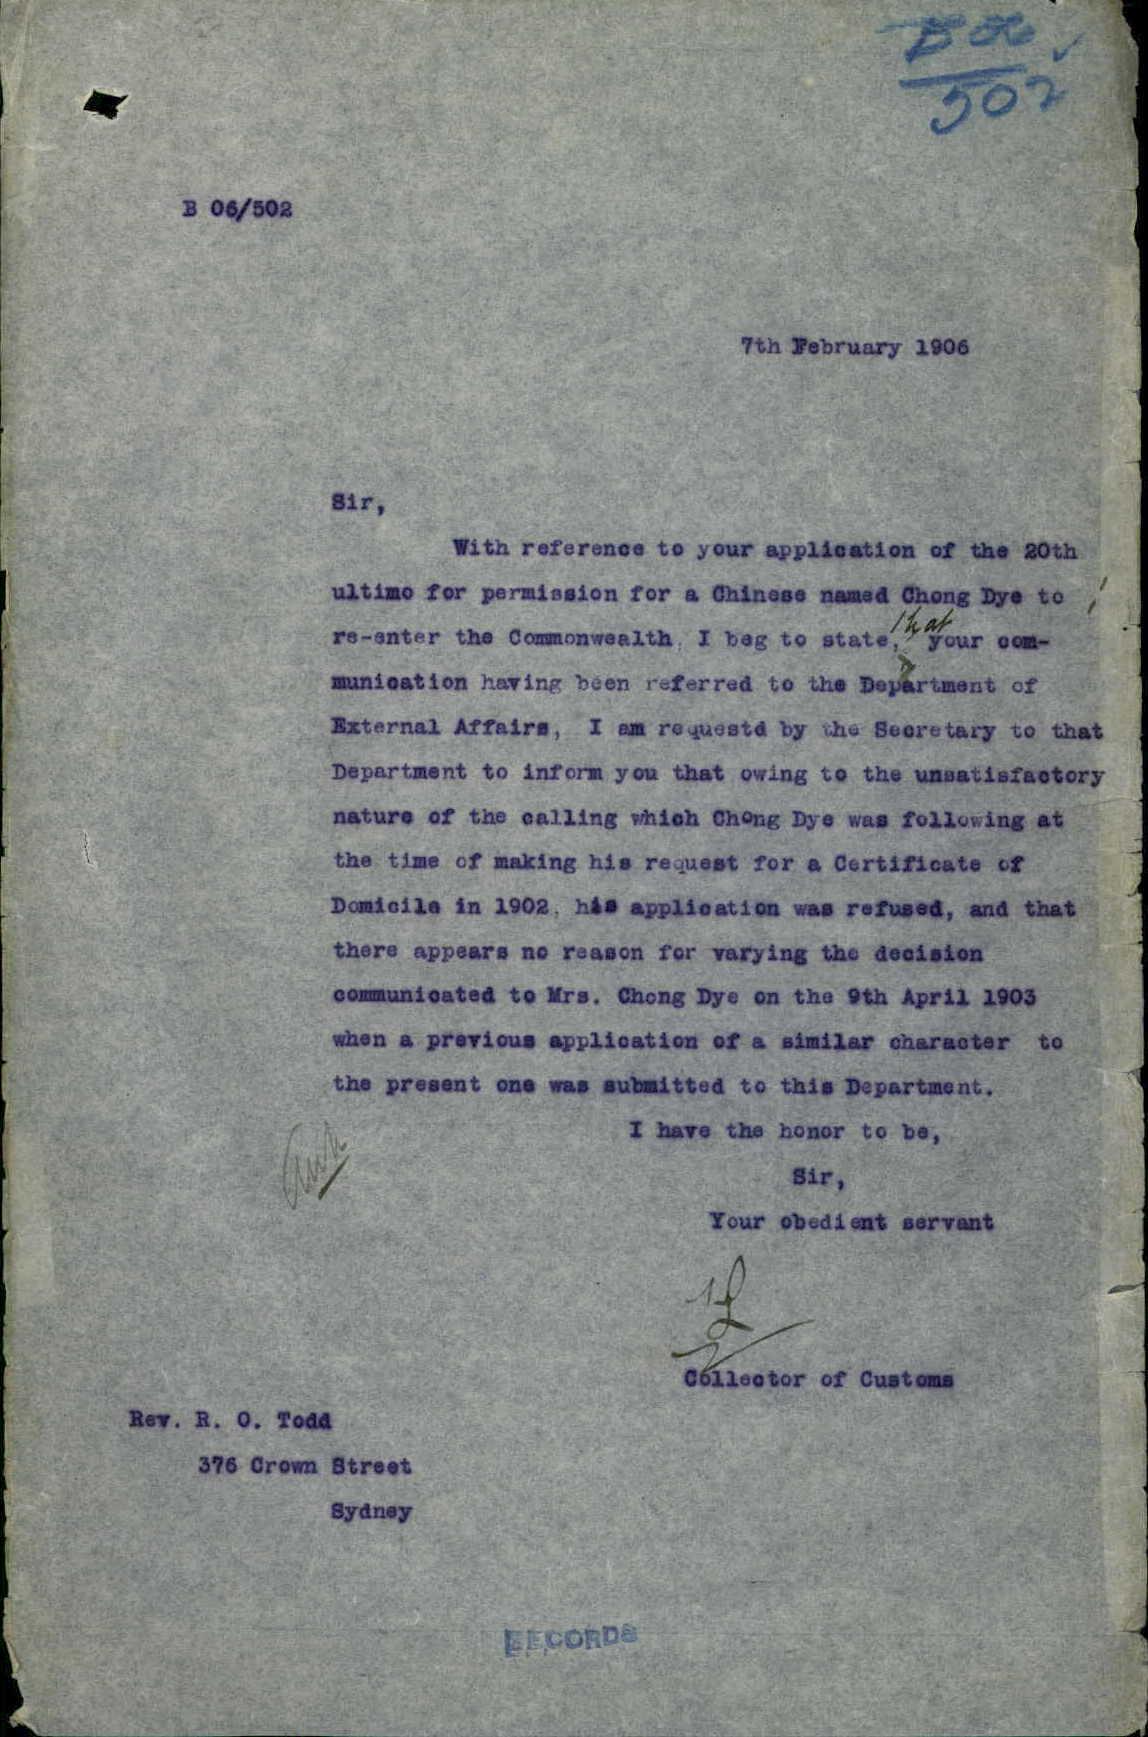 B 06
502
B 06/502
7th February 1906
Sir,
With reference to your application of the 20th
ultimo for permission for a Chinese named Chong Dye to
re-enter the Commonwealth, I beg to state, that your com-
munication having been referred to the Department of
External Affairs, I am requestd by the Secretary to that
Department to inform you that owing to the unsatisfactory
nature of the calling which Chong Dye was following at
the time of making his request for a Certificate of
Domicile in 1902, his application was refused, and that
there appears no reason for varying the decision
communicated to Mrs. Chong Dye on the 9th April 1903
when a previous application of a similar character to
the present one was submitted to this Department.
I have the honor to be,
Sir,
Your obedient servant
Collector of Customs
Rev. R. O. Todd
376 Crown Street
Sydney
RECORDS